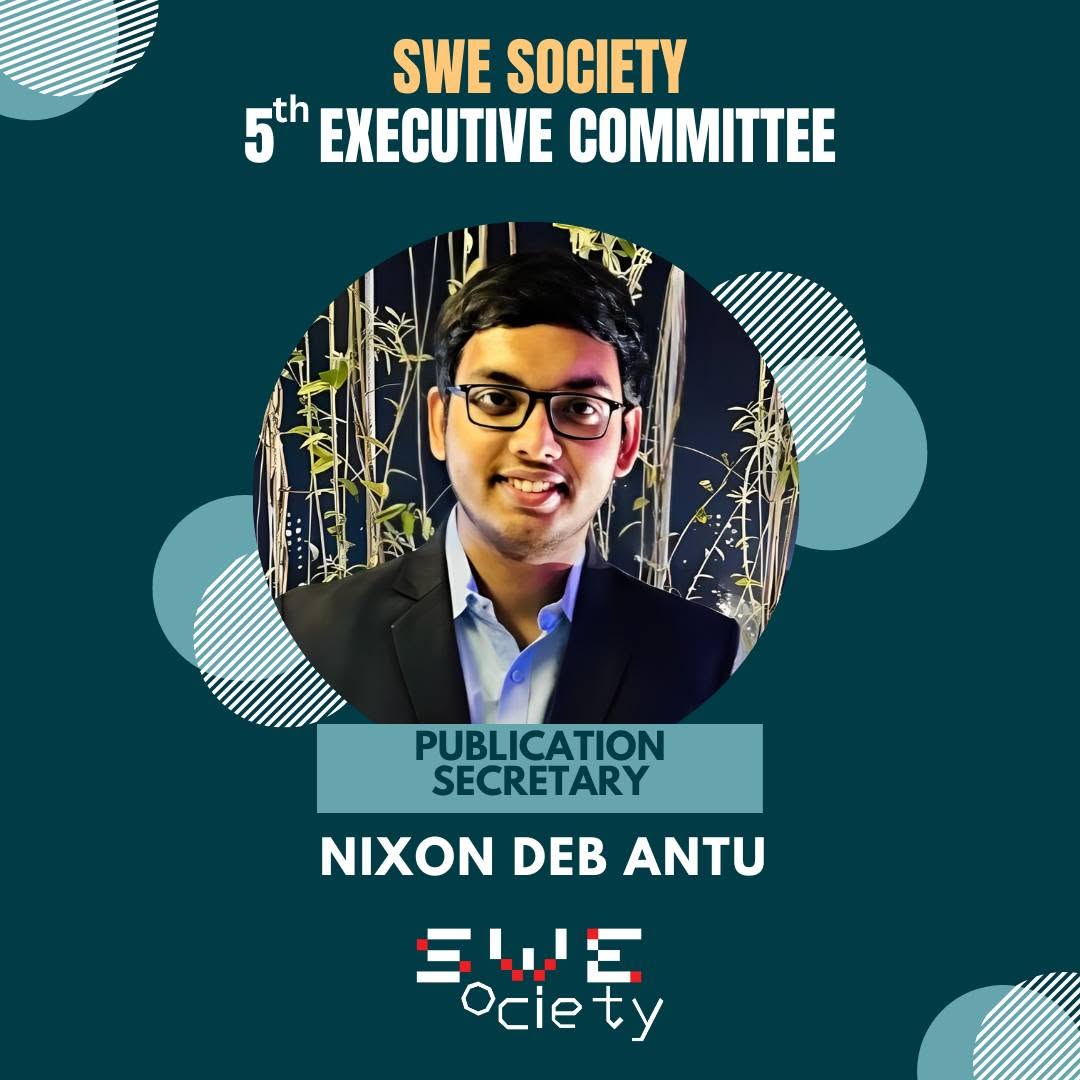 SWE SOCIETY
5th EXECUTIVE COMMITTEE
PUBLICATION
SECRETARY
NIXON DEB ANTU
SWE
ociety